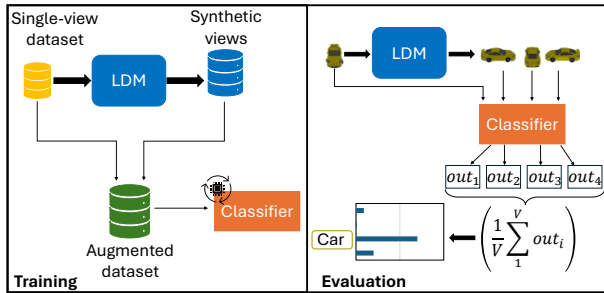 Single-view
dataset
LDM
Synthetic
views
Augmented
dataset
Classifier
Training
LDM
Classifier
out₁ out₂ out₃ out₄
Car
(1/V ∑₁ⱽ outᵢ)
Evaluation